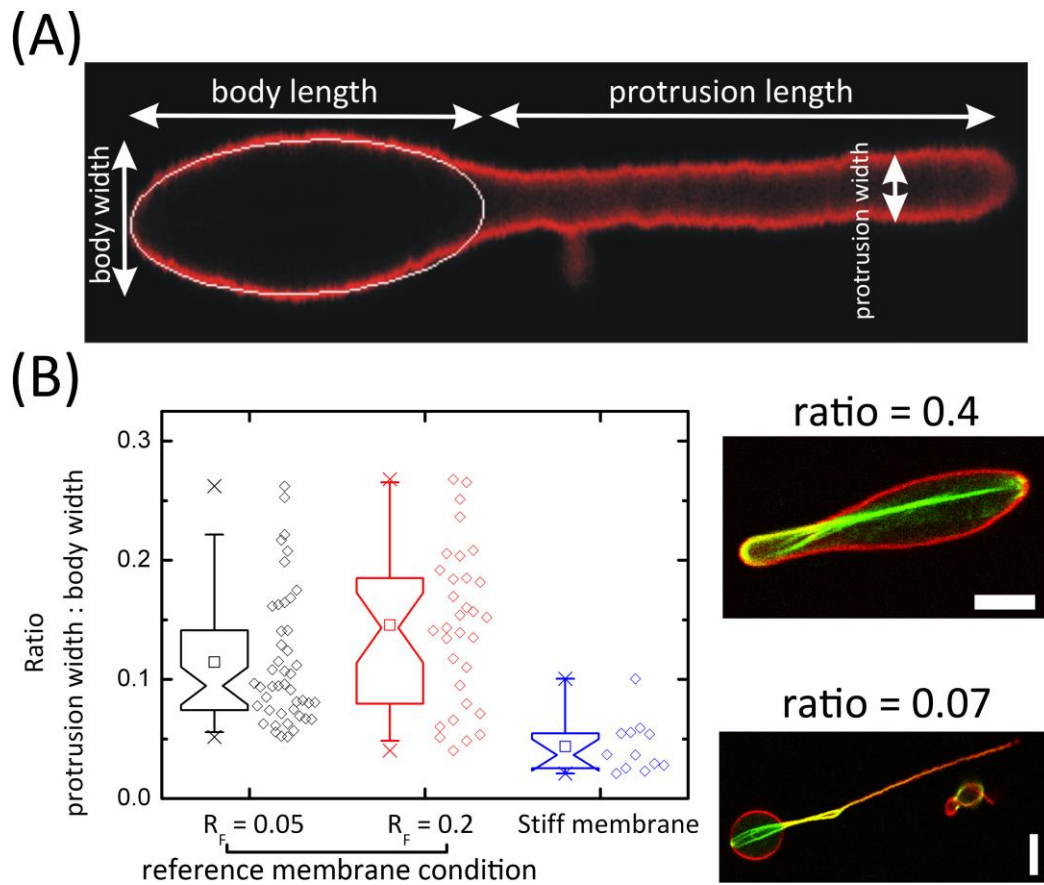 (A)
body length
protrusion length
body width
protrusion width
(B)
Ratio
protrusion width : body width
0.3
0.2
0.1
0.0
R_F = 0.05
R_F = 0.2
Stiff membrane
reference membrane condition
ratio = 0.4
ratio = 0.07